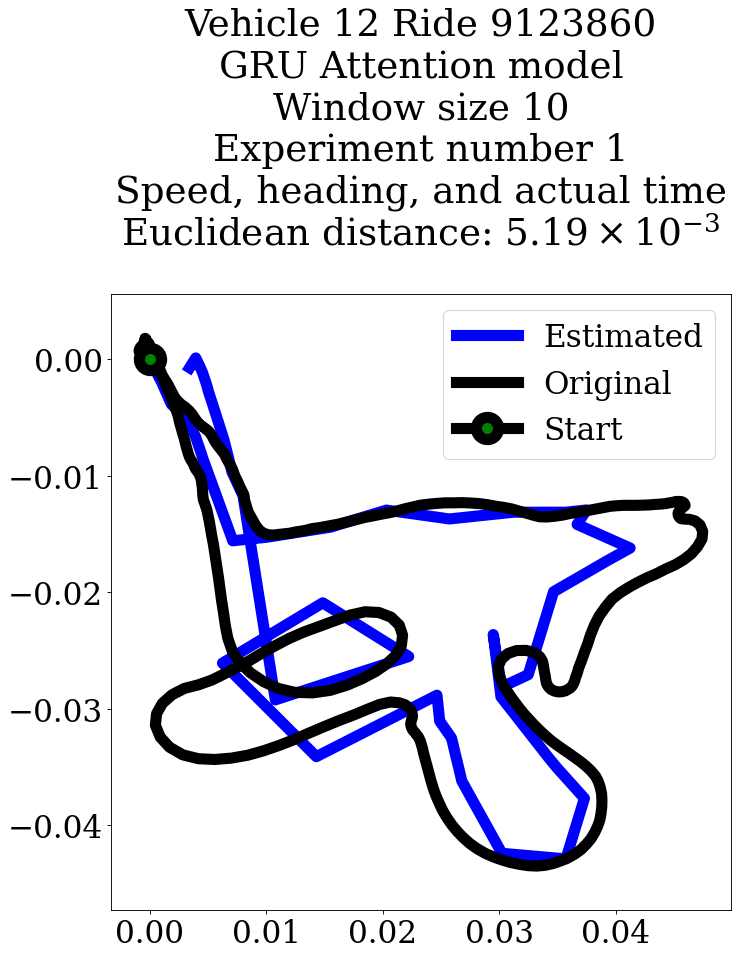 Vehicle 12 Ride 9123860
GRU Attention model
Window size 10
Experiment number 1
Speed, heading, and actual time
Euclidean distance: 5.19 × 10⁻³
Estimated
Original
Start
0.00
−0.01
−0.02
−0.03
−0.04
0.00 0.01 0.02 0.03 0.04